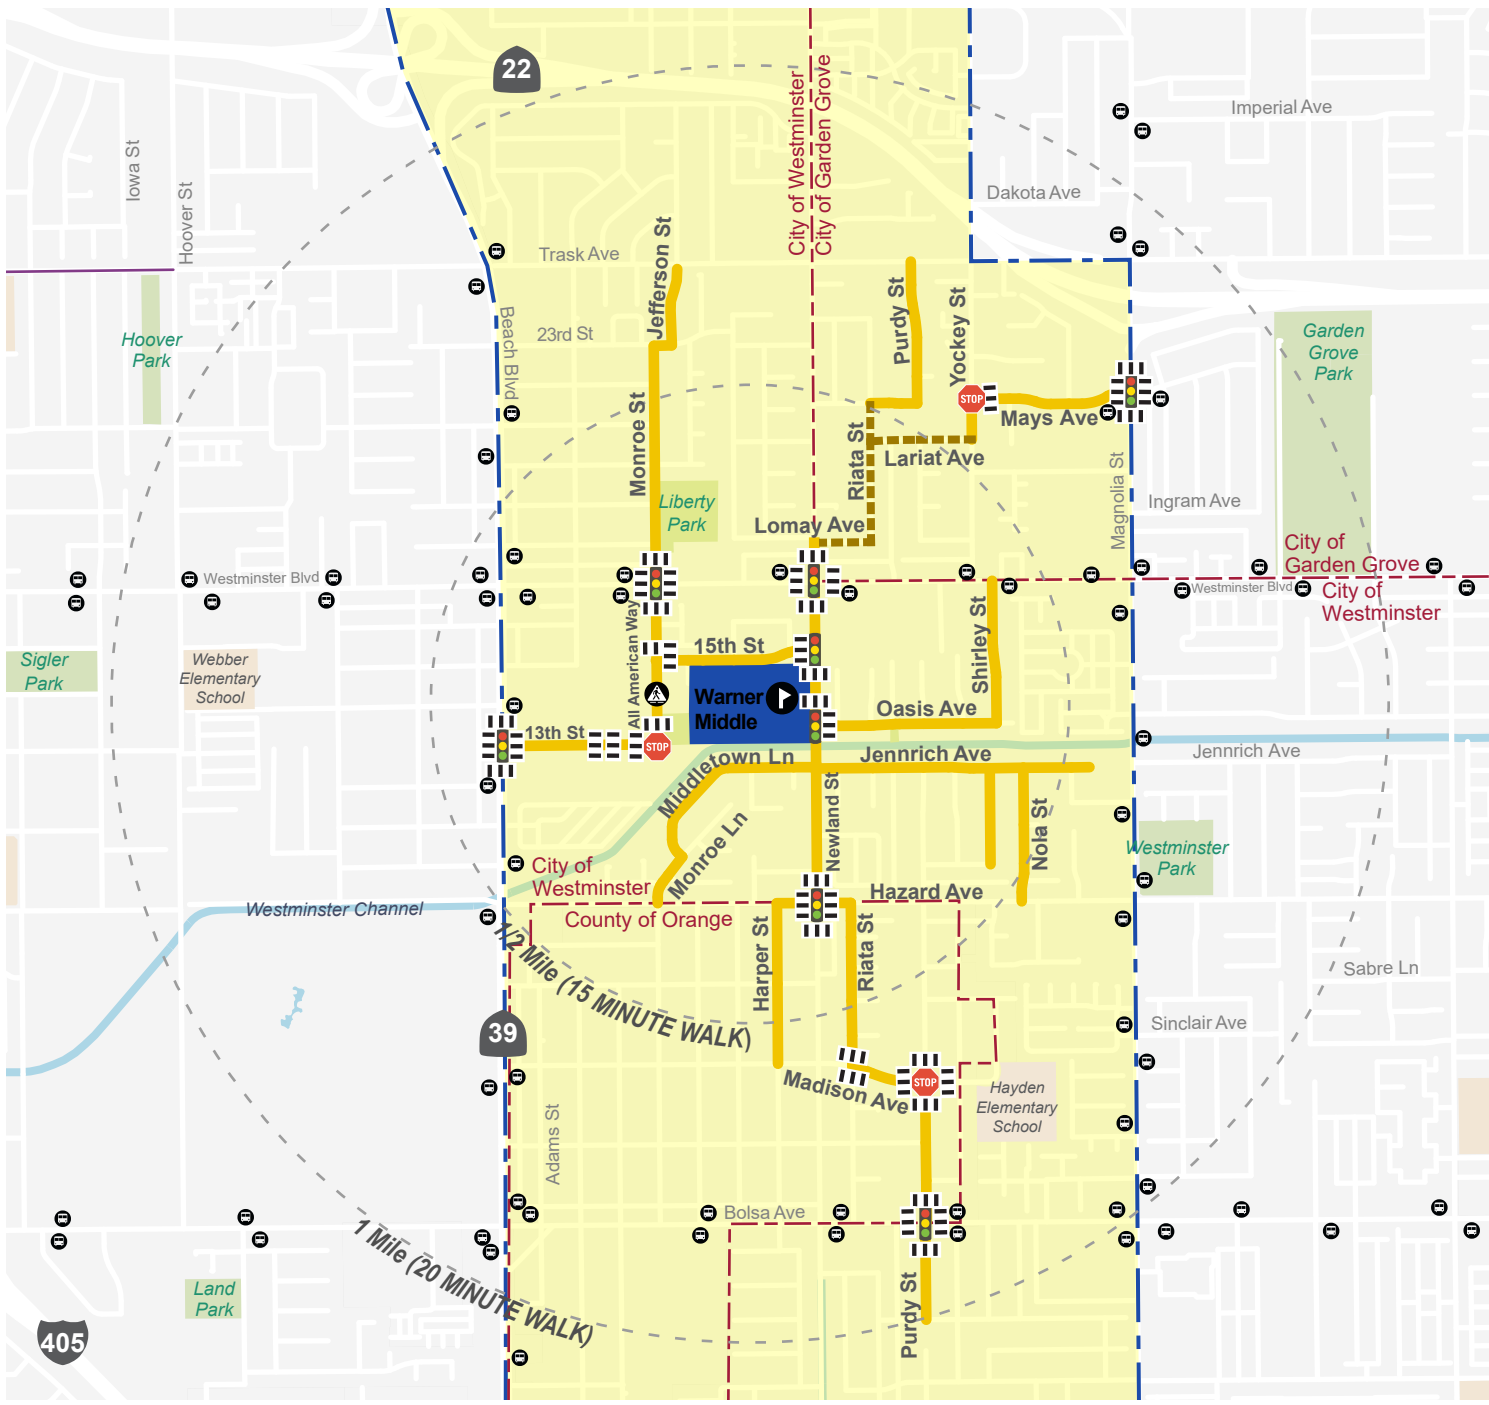 22
City of Westminster
City of Garden Grove
Imperial Ave
Iowa St
Hoover St
Dakota Ave
Trask Ave
Jefferson St
Purdy St
Yockey St
Beach Blvd
23rd St
Hoover
Park
Garden
Grove
Park
STOP
Mays Ave
Monroe St
Riata St
Lariat Ave
Magnolia St
Liberty
Park
Ingram Ave
Lomay Ave
City of
Garden Grove
Westminster Blvd
Westminster Blvd
City of
Westminster
All American Way
Shirley St
15th St
Sigler
Park
Webber
Elementary
School
Warner
Middle
Oasis Ave
13th St
STOP
Middletown Ln
Jennrich Ave
Jennrich Ave
Newland St
Nola St
Monroe Ln
City of
Westminster
Westminster
Park
Hazard Ave
Westminster Channel
County of Orange
Harper St
Riata St
1/2 Mile (15 MINUTE WALK)
Sabre Ln
39
Sinclair Ave
Madison Ave
STOP
Hayden
Elementary
School
Adams St
Bolsa Ave
1 Mile (20 MINUTE WALK)
Land
Park
Purdy St
405